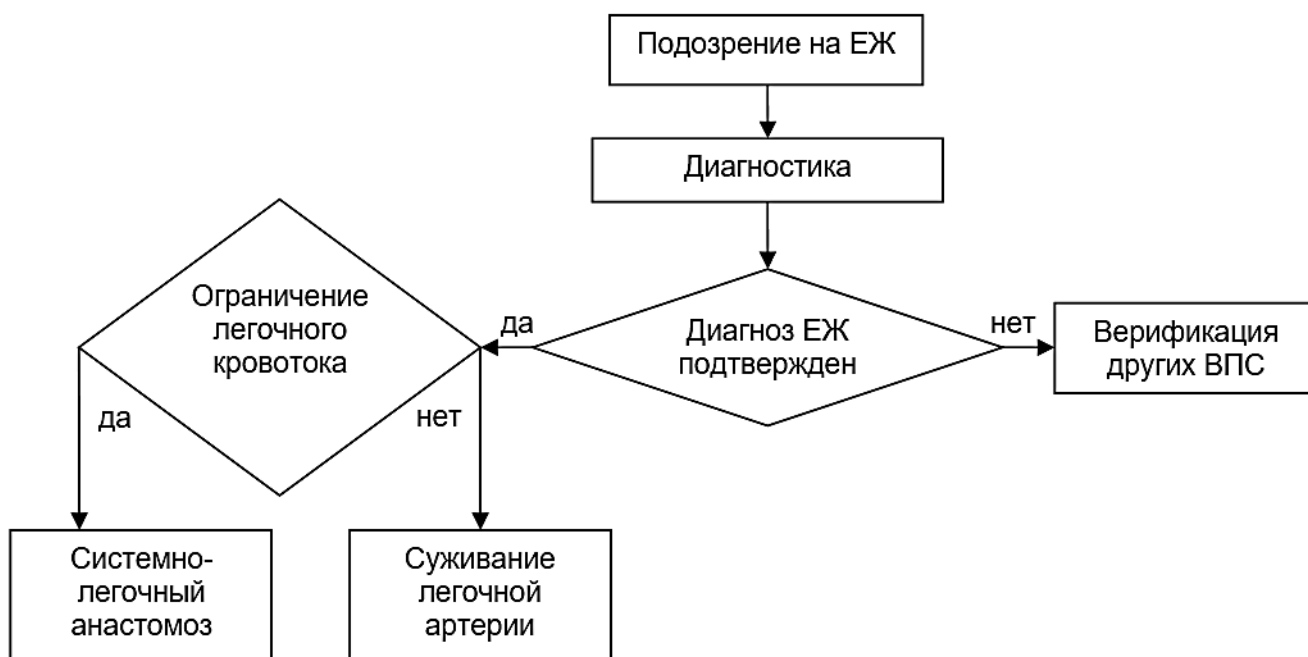 Подозрение на ЕЖ
Диагностика
Диагноз ЕЖ
подтвержден
да
нет
Верификация
других ВПС
Ограничение
легочного
кровотока
да
нет
Системно-
легочный
анастомоз
Суживание
легочной
артерии